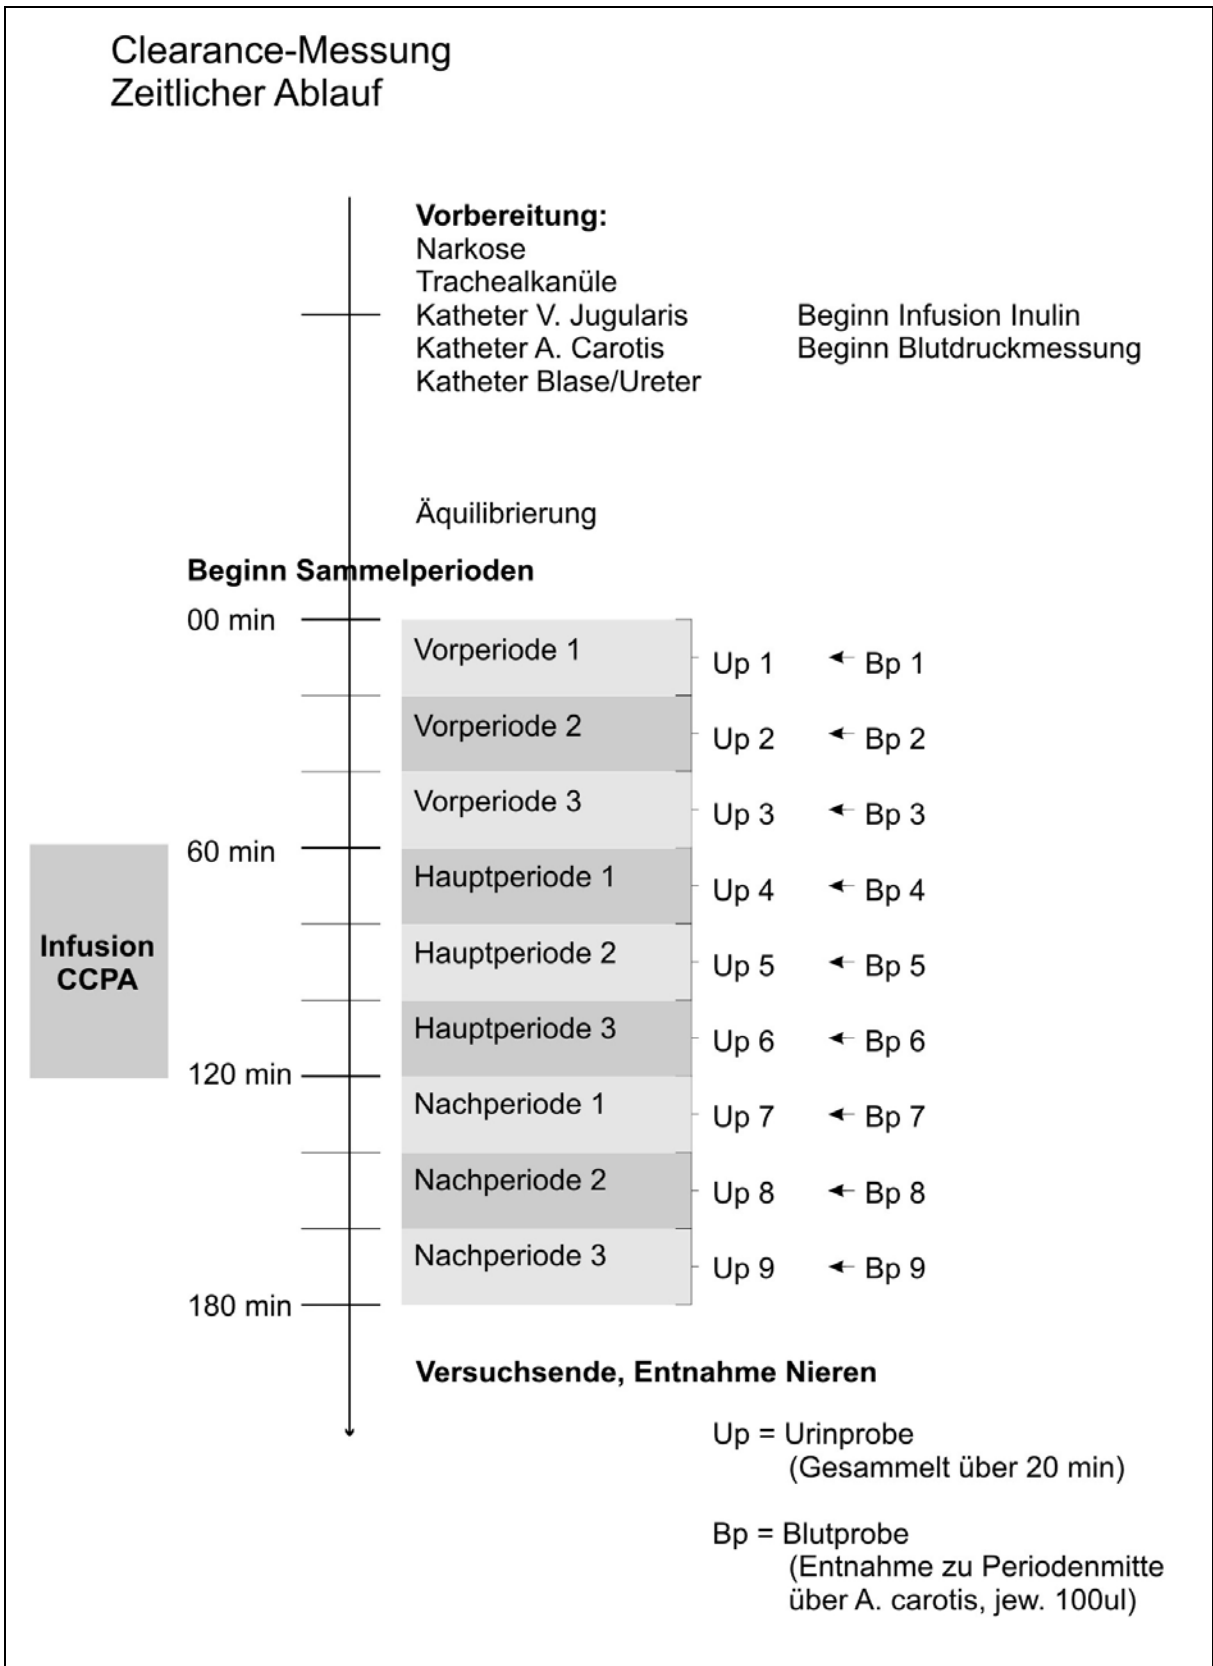 Clearance-Messung
Zeitlicher Ablauf
Vorbereitung:
Narkose
Trachealkanüle
Katheter V. Jugularis Beginn Infusion Inulin
Katheter A. Carotis Beginn Blutdruckmessung
Katheter Blase/Ureter
Äquilibrierung
Beginn Sammelperioden
00 min
Vorperiode 1 Up 1 Bp 1
Vorperiode 2 Up 2 Bp 2
Vorperiode 3 Up 3 Bp 3
60 min
Hauptperiode 1 Up 4 Bp 4
Infusion
CCPA
Hauptperiode 2 Up 5 Bp 5
Hauptperiode 3 Up 6 Bp 6
120 min
Nachperiode 1 Up 7 Bp 7
Nachperiode 2 Up 8 Bp 8
Nachperiode 3 Up 9 Bp 9
180 min
Versuchsende, Entnahme Nieren
Up = Urinprobe
(Gesammelt über 20 min)
Bp = Blutprobe
(Entnahme zu Periodenmitte
über A. carotis, jew. 100ul)